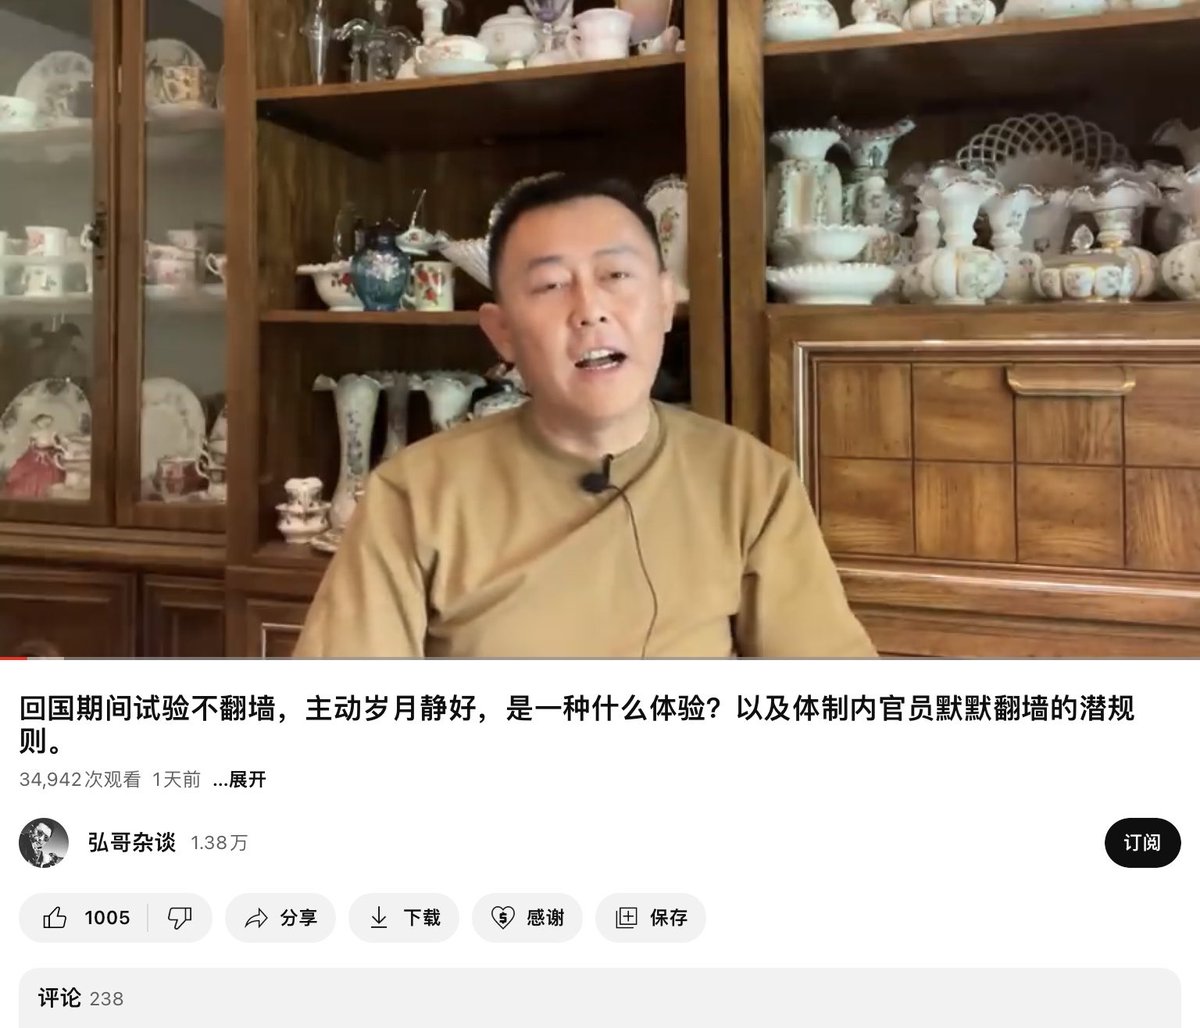 回国期间试验不翻墙，主动岁月静好，是一种什么体验？以及体制内官员默默翻墙的潜规
则。
34,942次观看 1天前 ...展开
弘哥杂谈 1.38万
订阅
1005 分享 下载 感谢 保存
评论 238